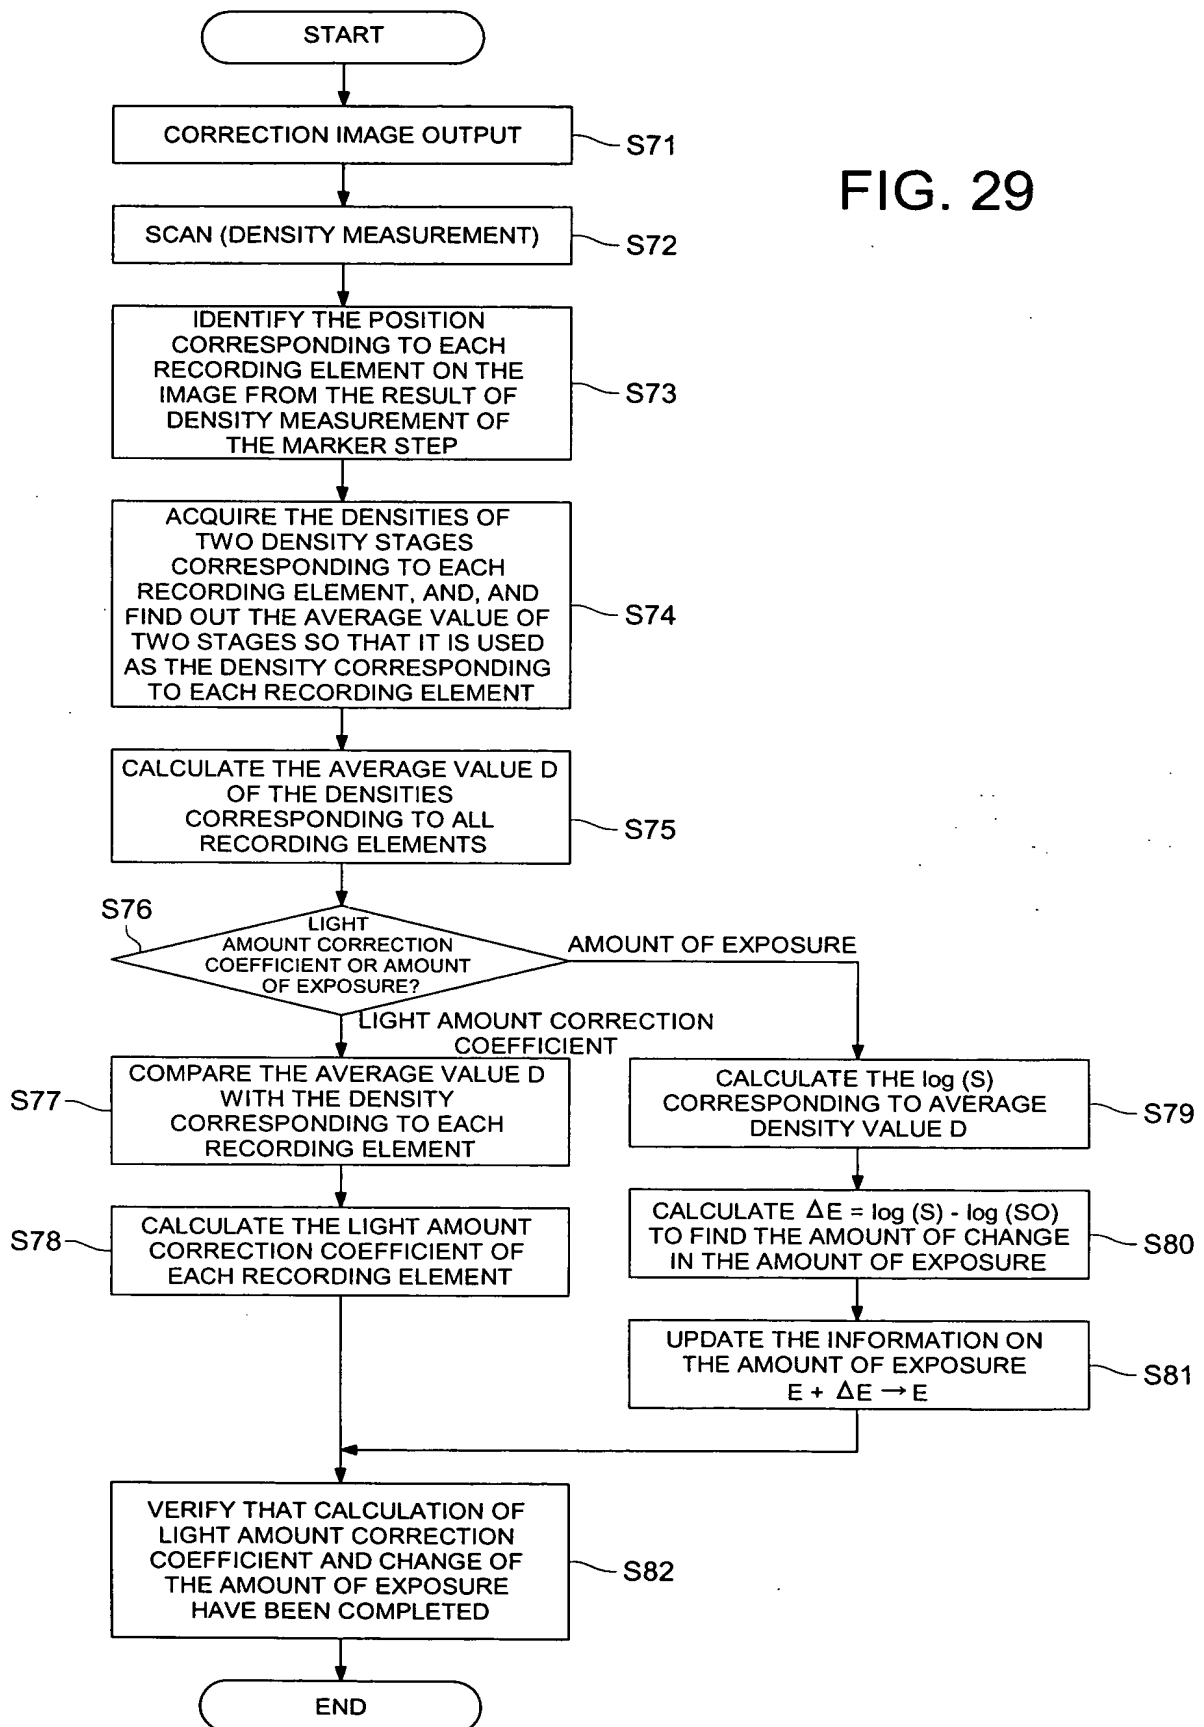 START
CORRECTION IMAGE OUTPUT
S71
FIG. 29
SCAN (DENSITY MEASUREMENT)
S72
IDENTIFY THE POSITION
CORRESPONDING TO EACH
RECORDING ELEMENT ON THE
IMAGE FROM THE RESULT OF
DENSITY MEASUREMENT OF
THE MARKER STEP
S73
ACQUIRE THE DENSITIES OF
TWO DENSITY STAGES
CORRESPONDING TO EACH
RECORDING ELEMENT, AND, AND
FIND OUT THE AVERAGE VALUE OF
TWO STAGES SO THAT IT IS USED
AS THE DENSITY CORRESPONDING
TO EACH RECORDING ELEMENT
S74
CALCULATE THE AVERAGE VALUE D
OF THE DENSITIES
CORRESPONDING TO ALL
RECORDING ELEMENTS
S75
S76
LIGHT
AMOUNT CORRECTION
COEFFICIENT OR AMOUNT
OF EXPOSURE?
AMOUNT OF EXPOSURE
LIGHT AMOUNT CORRECTION
COEFFICIENT
COMPARE THE AVERAGE VALUE D
WITH THE DENSITY
CORRESPONDING TO EACH
RECORDING ELEMENT
S77
CALCULATE THE LIGHT AMOUNT
CORRECTION COEFFICIENT OF
EACH RECORDING ELEMENT
S78
CALCULATE THE log (S)
CORRESPONDING TO AVERAGE
DENSITY VALUE D
S79
CALCULATE ΔE = log (S) - log (SO)
TO FIND THE AMOUNT OF CHANGE
IN THE AMOUNT OF EXPOSURE
S80
UPDATE THE INFORMATION ON
THE AMOUNT OF EXPOSURE
E + ΔE → E
S81
VERIFY THAT CALCULATION OF
LIGHT AMOUNT CORRECTION
COEFFICIENT AND CHANGE OF
THE AMOUNT OF EXPOSURE
HAVE BEEN COMPLETED
S82
END